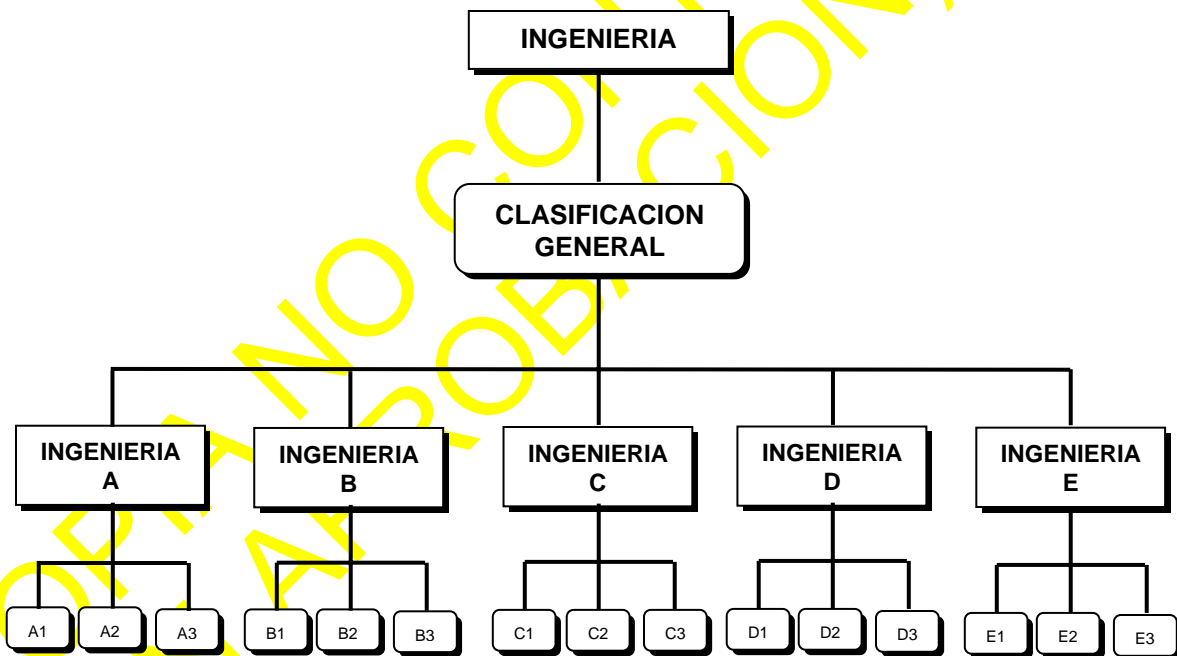 INGENIERIA
CLASIFICACION
GENERAL
INGENIERIA
A
INGENIERIA
B
INGENIERIA
C
INGENIERIA
D
INGENIERIA
E
A1 A2 A3 B1 B2 B3 C1 C2 C3 D1 D2 D3 E1 E2 E3